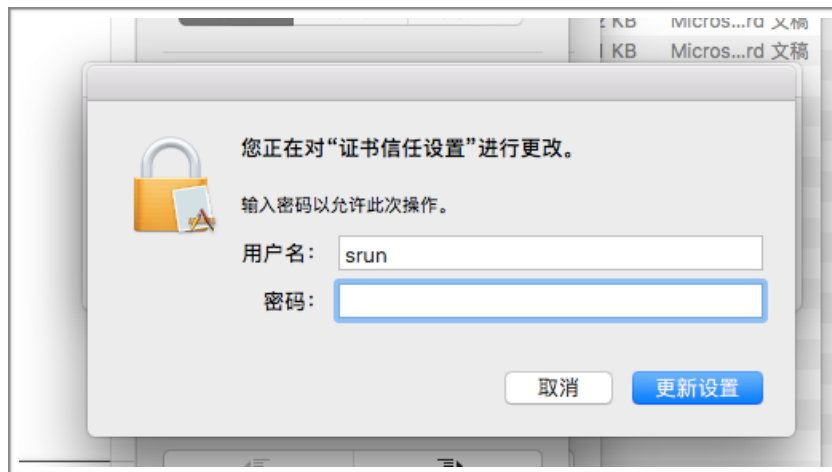 KB Micros...rd 文稿
KB Micros...rd 文稿
您正在对“证书信任设置”进行更改。
输入密码以允许此次操作。
用户名： srun
密码：
取消 更新设置